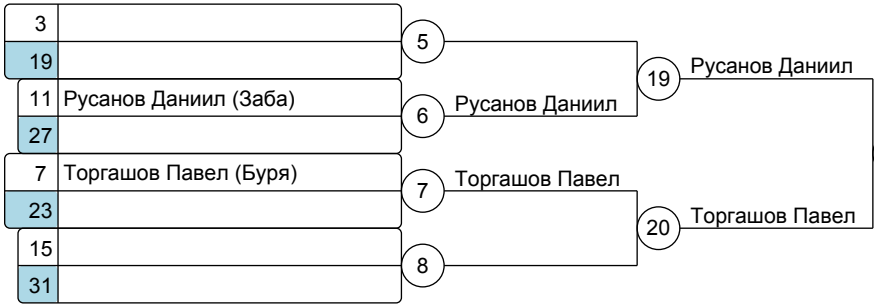 3
5
19
19
Русанов Даниил
11 Русанов Даниил (Заба)
6
Русанов Даниил
27
7 Торгашов Павел (Буря)
7
Торгашов Павел
23
20
Торгашов Павел
15
8
31